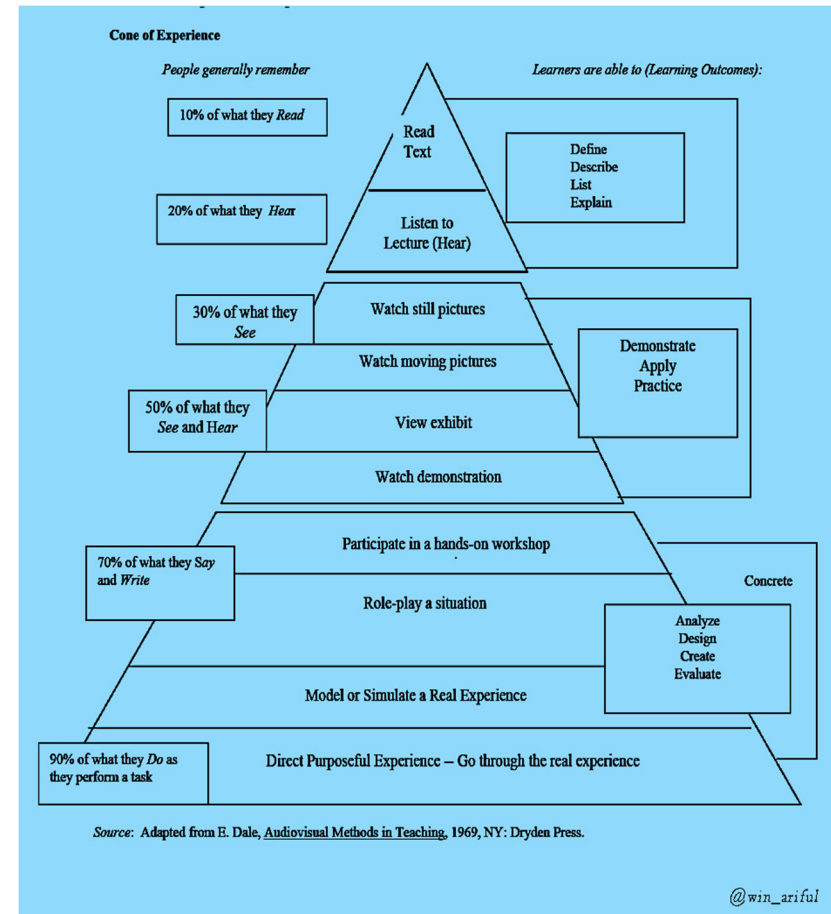 Cone of Experience
People generally remember
Learners are able to (Learning Outcomes):
10% of what they Read
Read
Text
Define
Describe
List
Explain
20% of what they Hear
Listen to
Lecture (Hear)
30% of what they
See
Watch still pictures
Watch moving pictures
Demonstrate
Apply
Practice
50% of what they
See and Hear
View exhibit
Watch demonstration
Participate in a hands-on workshop
70% of what they Say
and Write
Role-play a situation
Concrete
Analyze
Design
Create
Evaluate
Model or Simulate a Real Experience
90% of what they Do as
they perform a task
Direct Purposeful Experience – Go through the real experience
Source: Adapted from E. Dale, Audiovisual Methods in Teaching, 1969, NY: Dryden Press.
@win_ariful